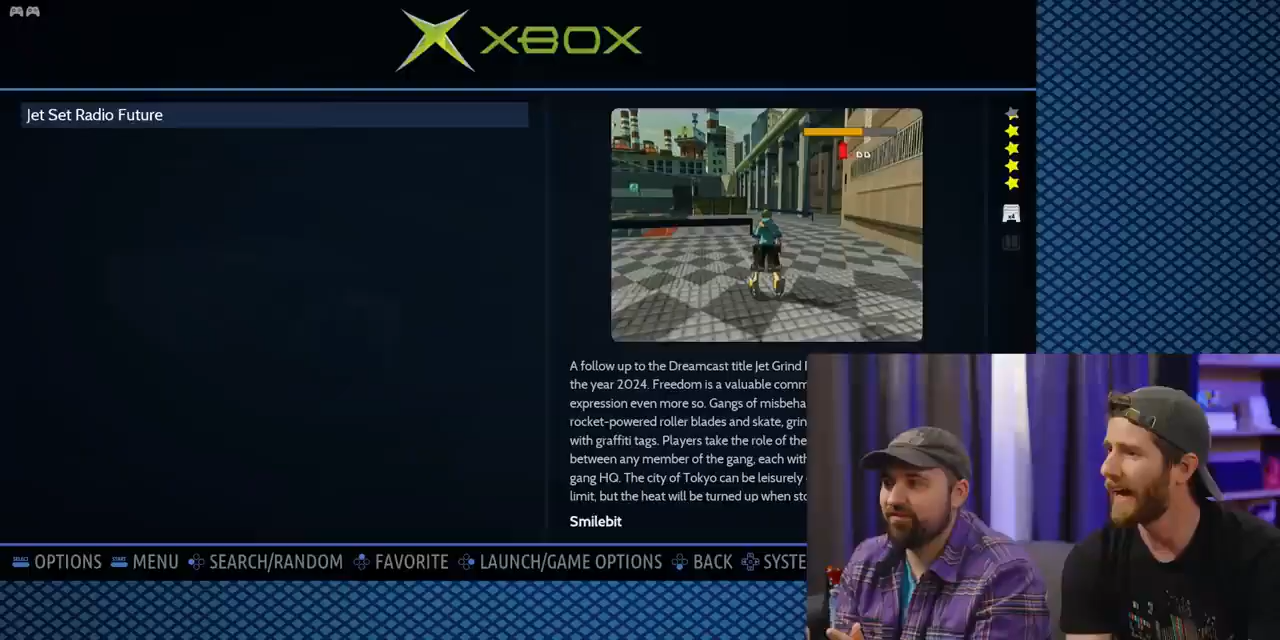 XBOX
Jet Set Radio Future
A follow up to the Dreamcast title Jet Grind
the year 2024. Freedom is a valuable comm
expression even more so. Gangs of misbeha
rocket-powered roller blades and skate, grin
with graffiti tags. Players take the role of the
between any member of the gang, each with
gang HQ. The city of Tokyo can be leisurely
limit, but the heat will be turned up when sto
Smilebit
SELECT OPTIONS START MENU SEARCH/RANDOM FAVORITE LAUNCH/GAME OPTIONS BACK SYSTE